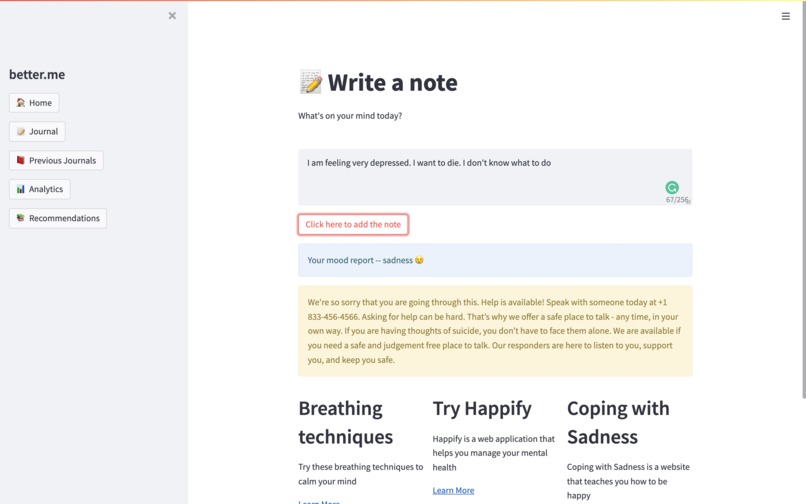 better.me
Home
Journal
Previous Journals
Analytics
Recommendations
Write a note
What's on your mind today?
I am feeling very depressed. I want to die. I don't know what to do
67/256
Click here to add the note
Your mood report -- sadness 😢
We're so sorry that you are going through this. Help is available! Speak with someone today at +1
833-456-4566. Asking for help can be hard. That's why we offer a safe place to talk - any time, in your
own way. If you are having thoughts of suicide, you don't have to face them alone. We are available if
you need a safe and judgement free place to talk. Our responders are here to listen to you, support
you, and keep you safe.
Breathing
techniques
Try these breathing techniques to
calm your mind
Learn More
Try Happify
Happify is a web application that
helps you manage your mental
health
Learn More
Coping with
Sadness
Coping with Sadness is a website
that teaches you how to be
happy